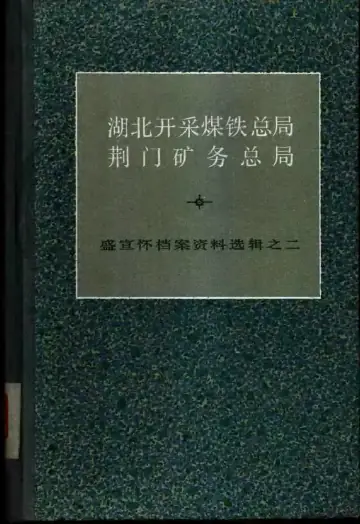 湖北开采煤铁总局
荆门矿务总局
盛宣怀档案资料选辑之二